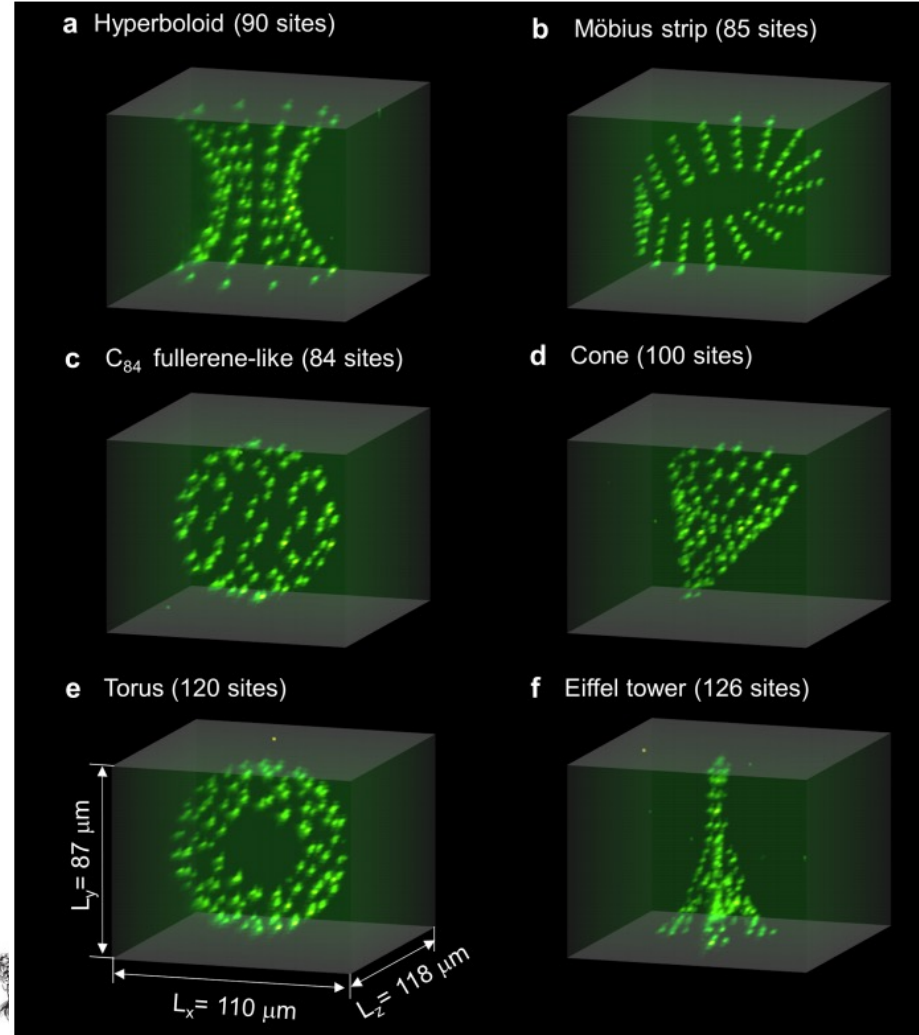 a Hyperboloid (90 sites)
b Möbius strip (85 sites)
c C₈₄ fullerene-like (84 sites)
d Cone (100 sites)
e Torus (120 sites)
f Eiffel tower (126 sites)
Ly= 87 μm
Lx= 110 μm
Lz= 118 μm